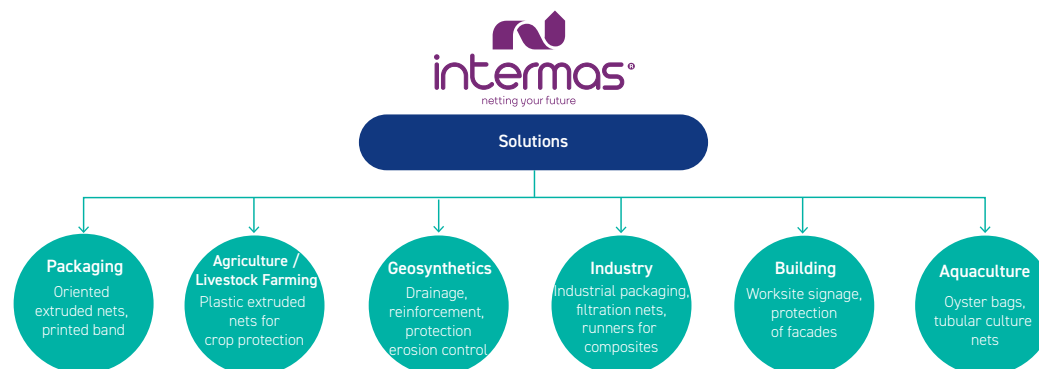 intermas®
netting your future
Solutions
Packaging
Oriented
extruded nets,
printed band
Agriculture /
Livestock Farming
Plastic extruded
nets for
crop protection
Geosynthetics
Drainage,
reinforcement,
protection
erosion control
Industry
Industrial packaging,
filtration nets,
runners for
composites
Building
Worksite signage,
protection
of facades
Aquaculture
Oyster bags,
tubular culture
nets